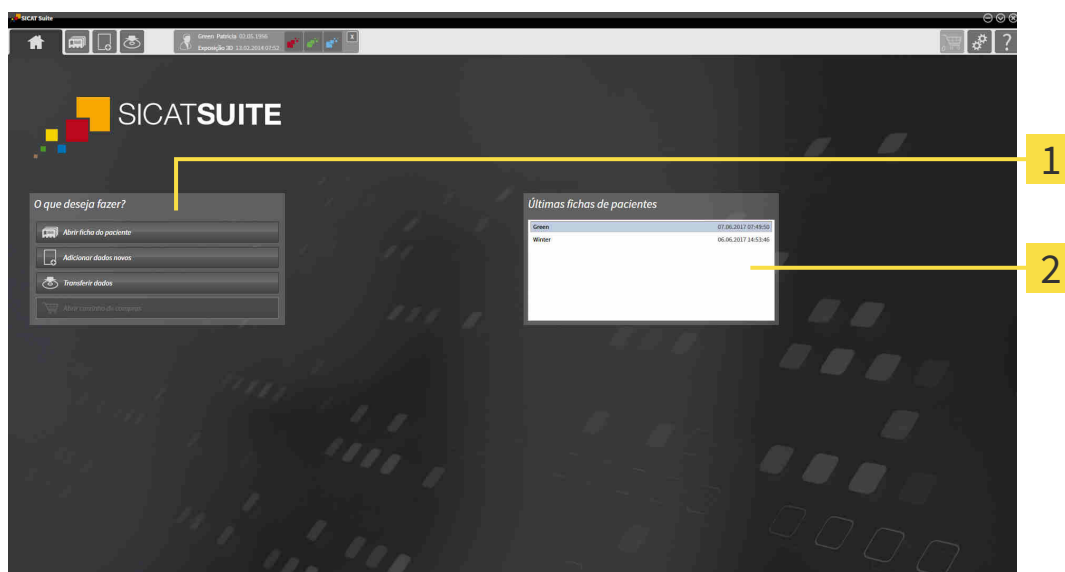 SICAT Suite
Green Patricia 02.05.1996
Exposição 3D 13.02.2014 07:52
x
?
SICATSUITE
1
O que deseja fazer?
Abrir ficha do paciente
Adicionar dados novos
Transferir dados
Abrir carrinho de compras
Últimas fichas de pacientes
Green 07.06.2017 07:49:50
Winter 06.06.2017 14:53:46
2